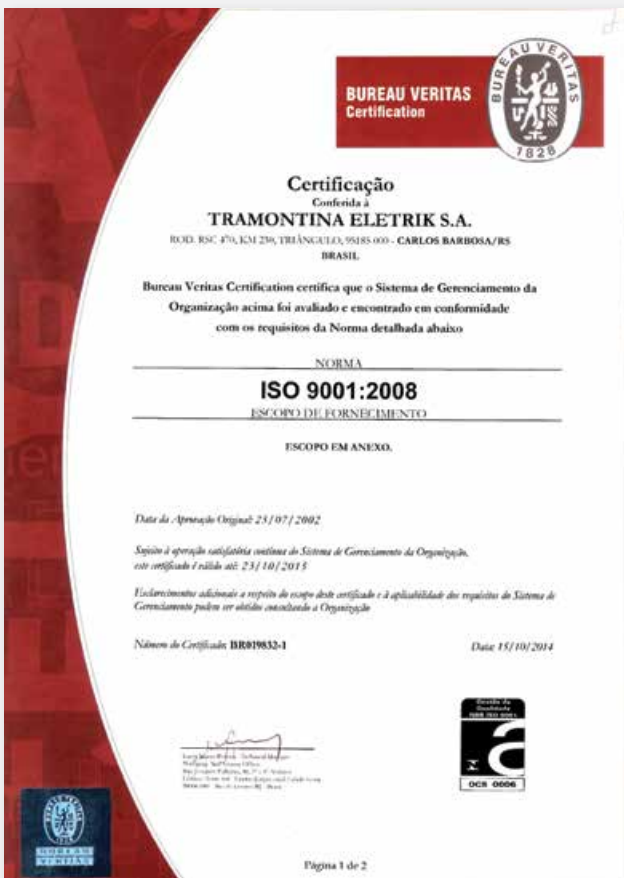 BUREAU VERITAS
Certification
BUREAU VERITAS
1828
Certificação
Conferida à
TRAMONTINA ELETRIK S.A.
ROD. RSC 470, KM 230, TRIÂNGULO, 95185-000 - CARLOS BARBOSA/RS
BRASIL
Bureau Veritas Certification certifica que o Sistema de Gerenciamento da
Organização acima foi avaliado e encontrado em conformidade
com os requisitos da Norma detalhada abaixo
NORMA
ISO 9001:2008
ESCOPO DE FORNECIMENTO
ESCOPO EM ANEXO.
Data da Aprovação Original: 23/07/2002
Sujeito à operação satisfatória contínua do Sistema de Gerenciamento da Organização,
este certificado é válido até: 23/10/2015
Esclarecimentos adicionais a respeito do escopo deste certificado e à aplicabilidade dos requisitos do Sistema de
Gerenciamento podem ser obtidos consultando a Organização
Número do Certificado: BR019832-1
Data: 15/10/2014
Gestão da
Qualidade
NBR ISO 9001
OCS 0006
BUREAU
VERITAS
Página 1 de 2